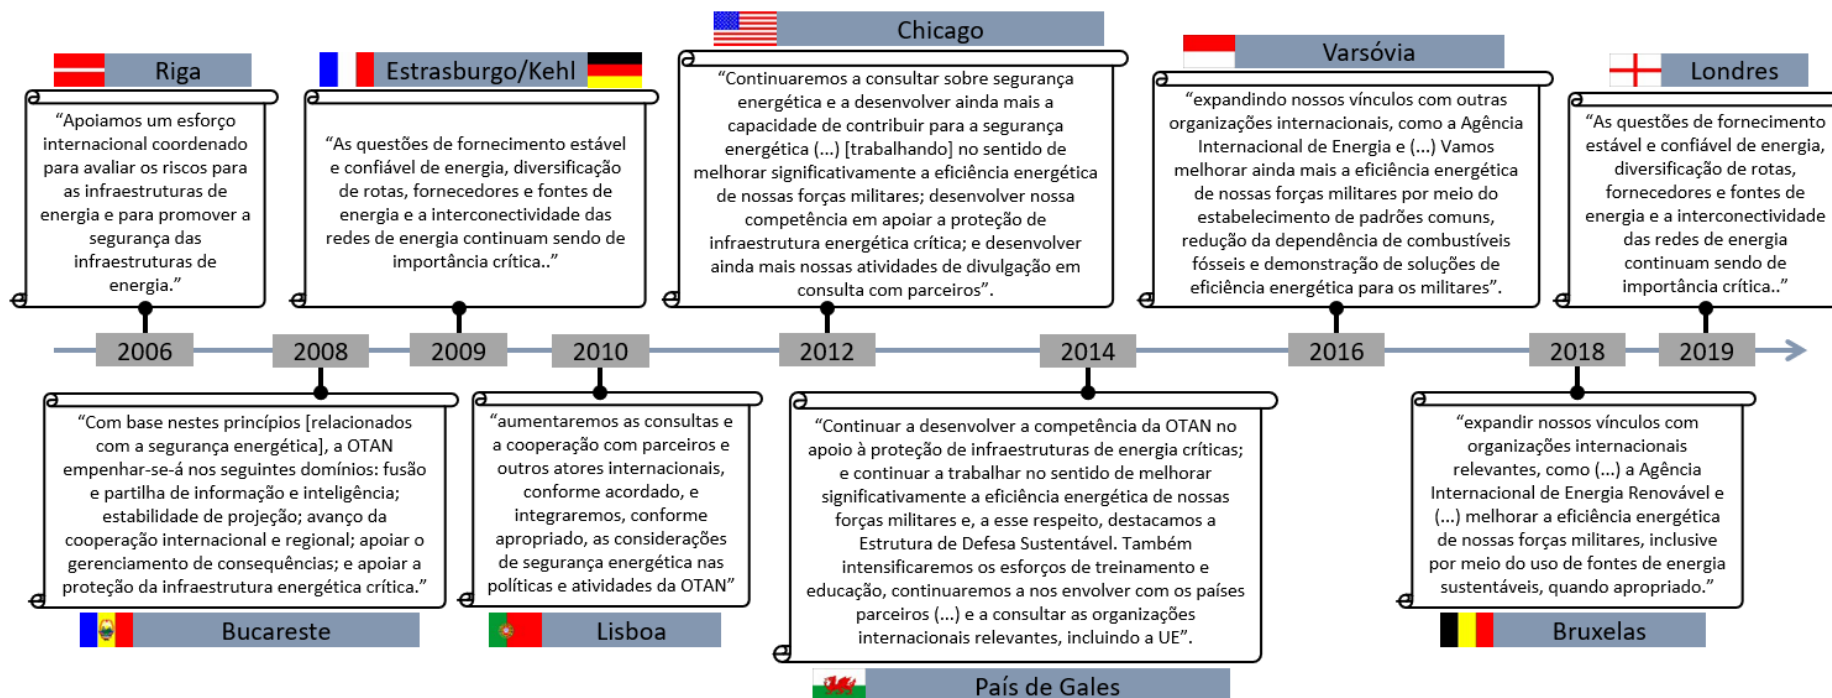 Riga
“Apoiamos um esforço
internacional coordenado
para avaliar os riscos para
as infraestruturas de
energia e para promover a
segurança das
infraestruturas de
energia.”
Estrasburgo/Kehl
“As questões de fornecimento estável
e confiável de energia, diversificação
de rotas, fornecedores e fontes de
energia e a interconectividade das
redes de energia continuam sendo de
importância crítica..”
Chicago
“Continuaremos a consultar sobre segurança
energética e a desenvolver ainda mais a
capacidade de contribuir para a segurança
energética (...) [trabalhando] no sentido de
melhorar significativamente a eficiência energética
de nossas forças militares; desenvolver nossa
competência em apoiar a proteção de
infraestrutura energética crítica; e desenvolver
ainda mais nossas atividades de divulgação em
consulta com parceiros”.
Varsóvia
“expandindo nossos vínculos com outras
organizações internacionais, como a Agência
Internacional de Energia e (...) Vamos
melhorar ainda mais a eficiência energética
de nossas forças militares por meio do
estabelecimento de padrões comuns,
redução da dependência de combustíveis
fósseis e demonstração de soluções de
eficiência energética para os militares”.
Londres
“As questões de fornecimento
estável e confiável de energia,
diversificação de rotas,
fornecedores e fontes de
energia e a interconectividade
das redes de energia
continuam sendo de
importância crítica..”
2006
2008
2009
2010
2012
2014
2016
2018
2019
“Com base nestes princípios [relacionados
com a segurança energética], a OTAN
empenhar-se-á nos seguintes domínios: fusão
e partilha de informação e inteligência;
estabilidade de projeção; avanço da
cooperação internacional e regional; apoiar o
gerenciamento de consequências; e apoiar a
proteção da infraestrutura energética crítica.”
Bucareste
“aumentaremos as consultas e
a cooperação com parceiros e
outros atores internacionais,
conforme acordado, e
integraremos, conforme
apropriado, as considerações
de segurança energética nas
políticas e atividades da OTAN”
Lisboa
“Continuar a desenvolver a competência da OTAN no
apoio à proteção de infraestruturas de energia críticas;
e continuar a trabalhar no sentido de melhorar
significativamente a eficiência energética de nossas
forças militares e, a esse respeito, destacamos a
Estrutura de Defesa Sustentável. Também
intensificaremos os esforços de treinamento e
educação, continuaremos a nos envolver com os países
parceiros (...) e a consultar as organizações
internacionais relevantes, incluindo a UE”.
País de Gales
“expandir nossos vínculos com
organizações internacionais
relevantes, como (...) a Agência
Internacional de Energia Renovável e
(...) melhorar a eficiência energética
de nossas forças militares, inclusive
por meio do uso de fontes de energia
sustentáveis, quando apropriado.”
Bruxelas